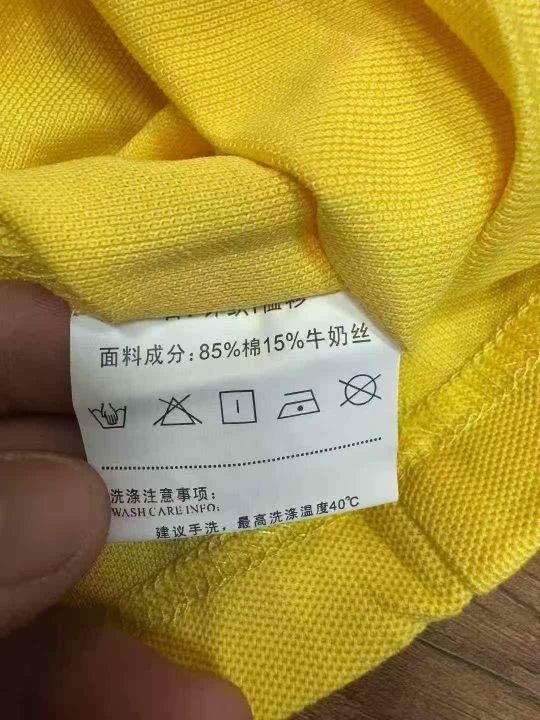 面料成分：85%棉15%牛奶丝
洗涤注意事项：
WASH CARE INFO:
建议手洗，最高洗涤温度40℃